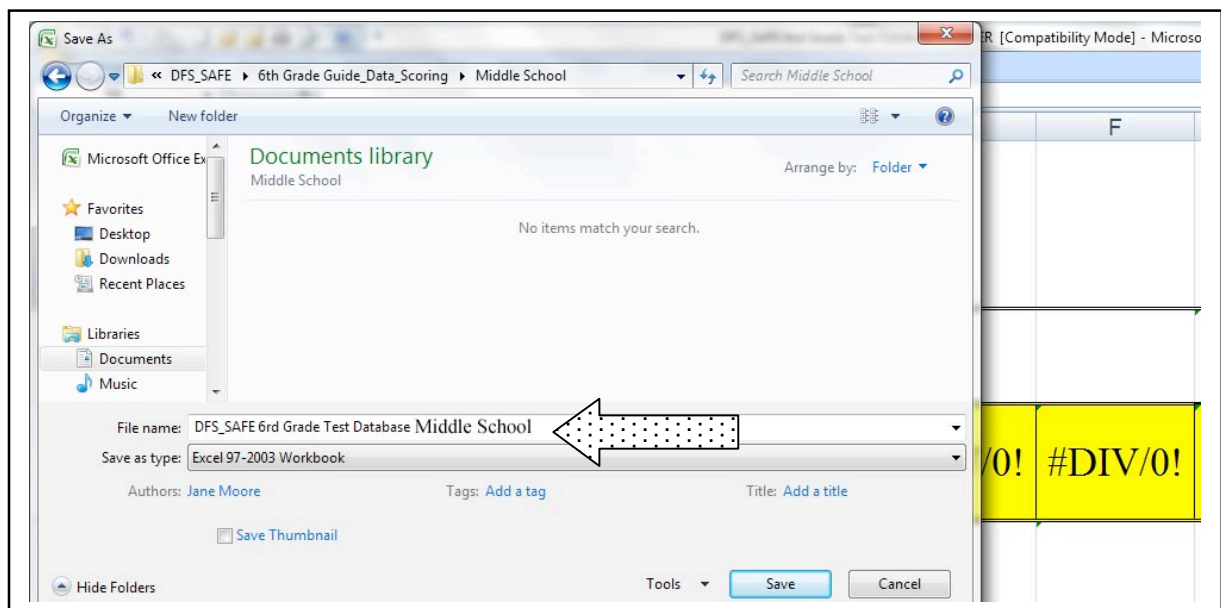 Save As
R [Compatibility Mode] - Microso
« DFS_SAFE ▸ 6th Grade Guide_Data_Scoring ▸ Middle School
Search Middle School
Organize ▾ New folder
F
Microsoft Office Ex
Documents library
Middle School
Arrange by: Folder ▾
Favorites
No items match your search.
Desktop
Downloads
Recent Places
Libraries
Documents
Music
File name: DFS_SAFE 6rd Grade Test Database Middle School
Save as type: Excel 97-2003 Workbook
/0! #DIV/0!
Authors: Jane Moore Tags: Add a tag Title: Add a title
Save Thumbnail
Hide Folders Tools ▾ Save Cancel